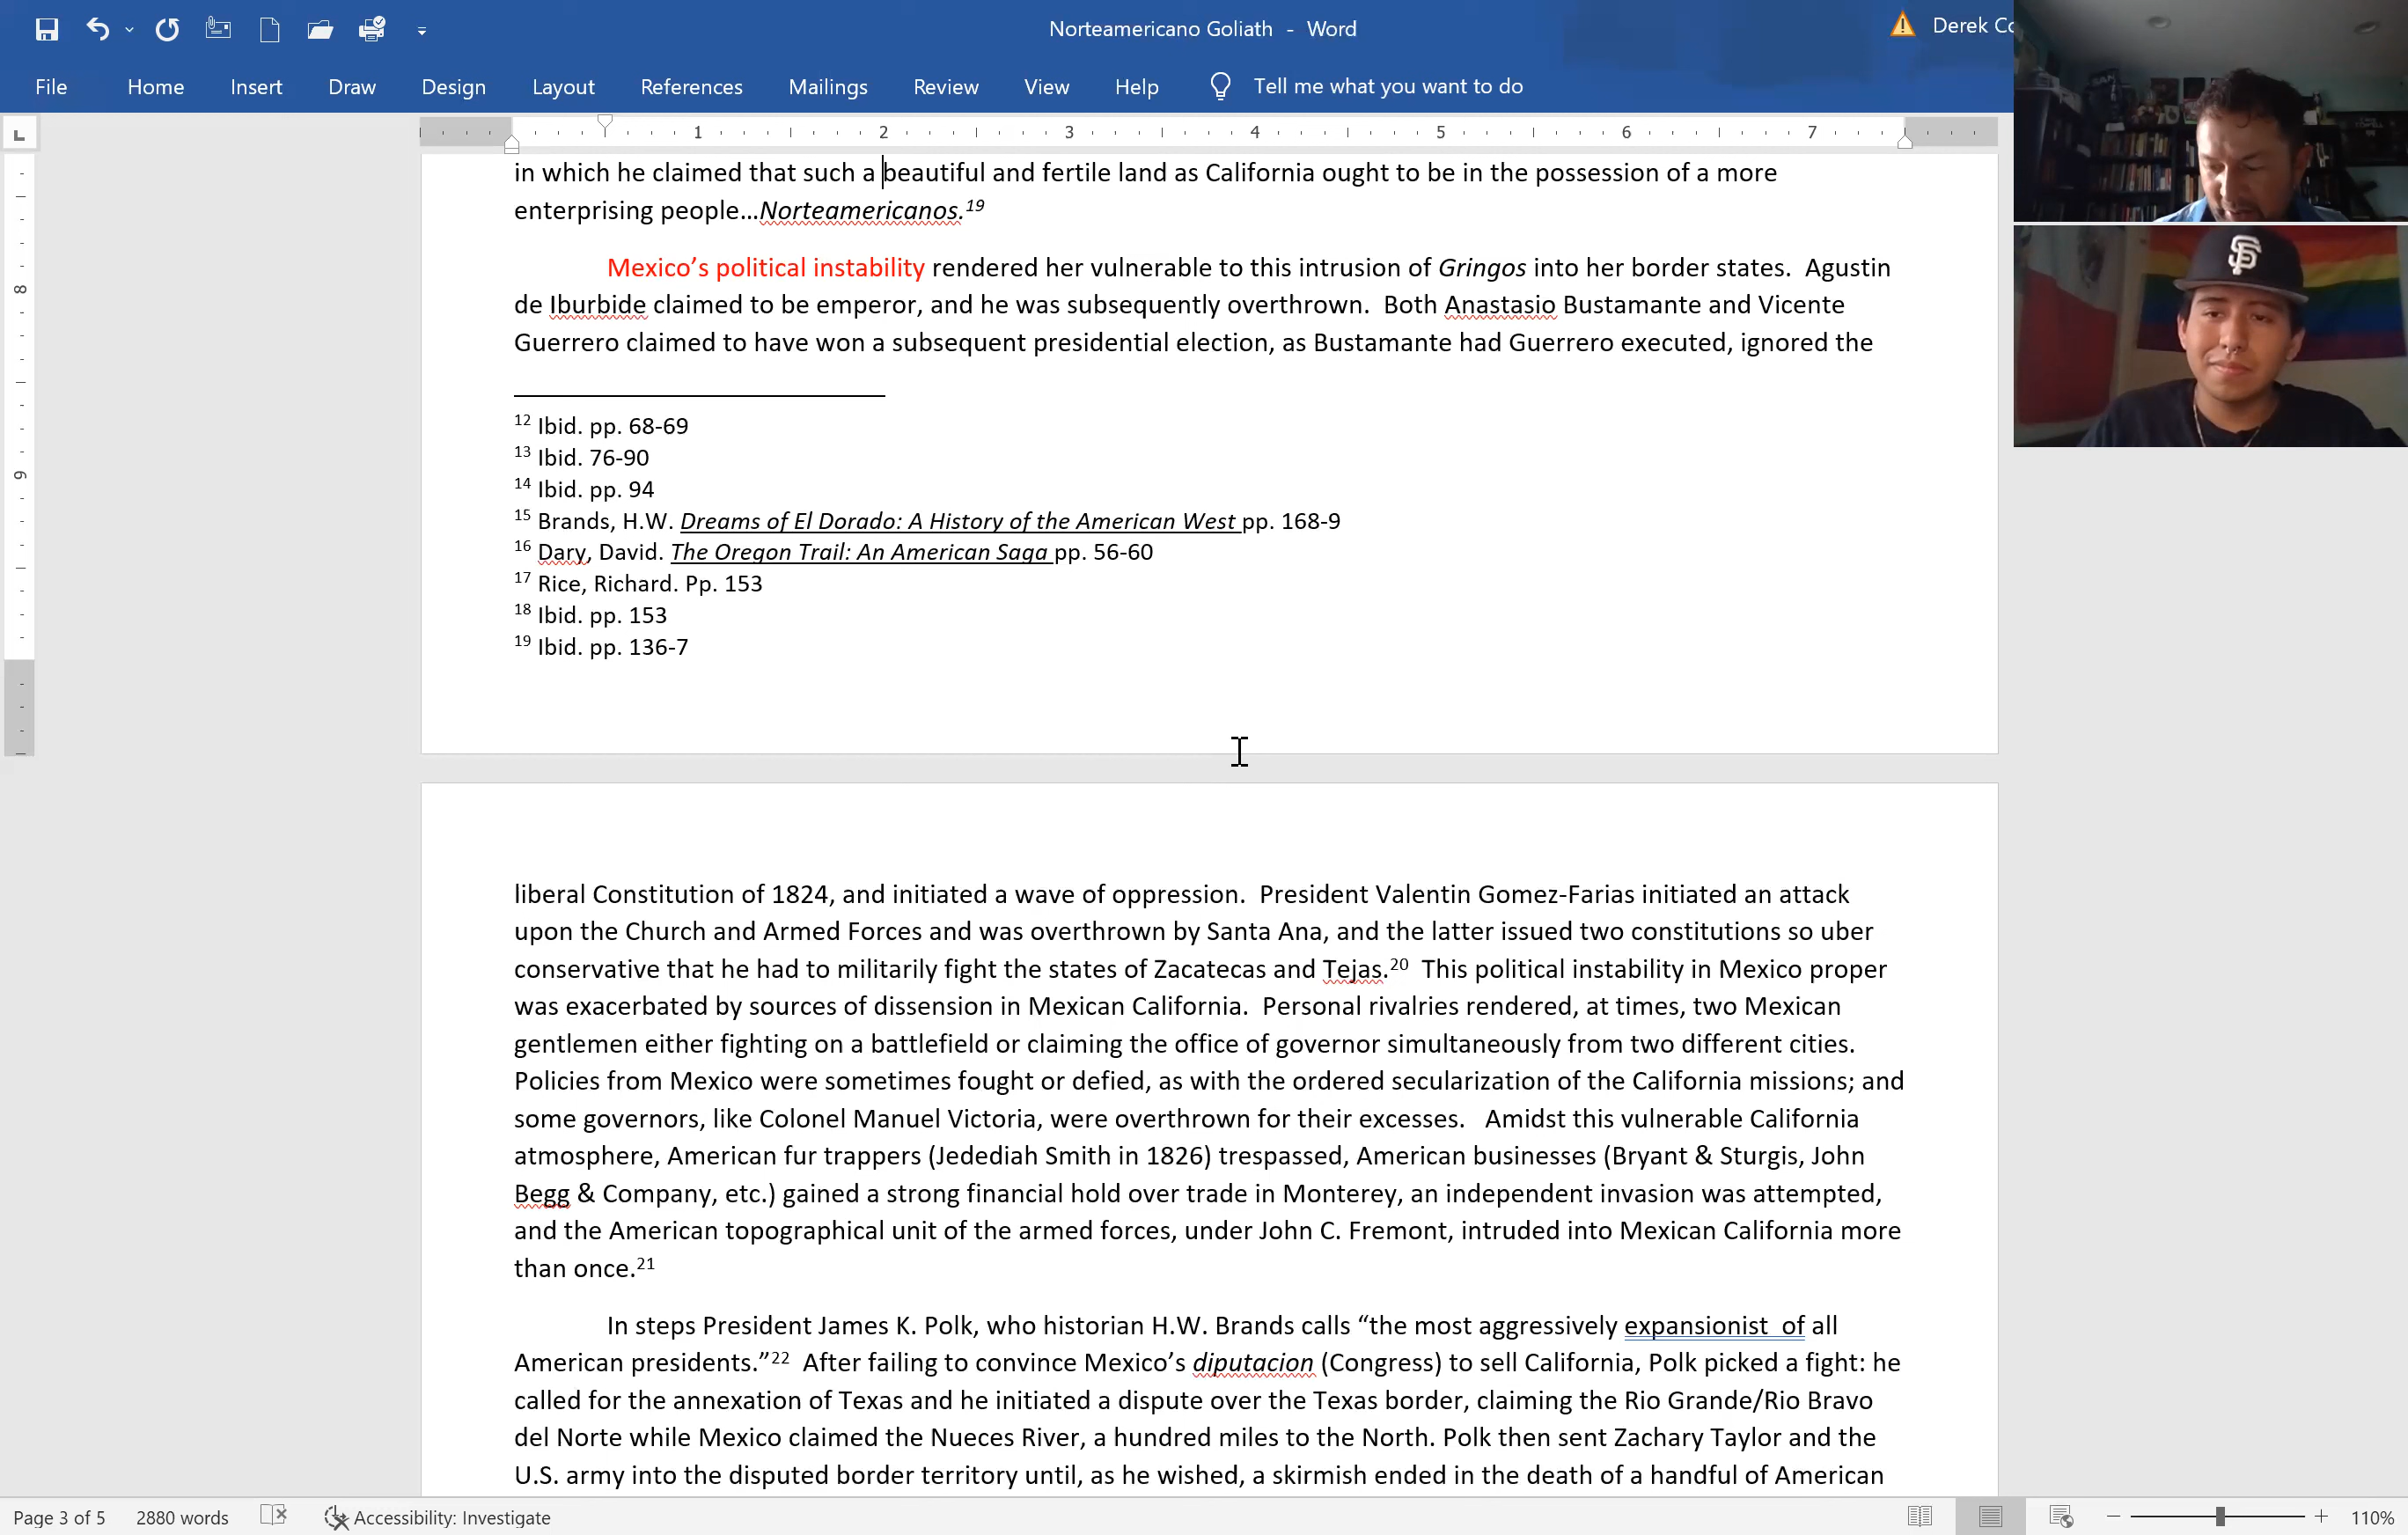 Norteamericano Goliath - Word
Derek Co
File Home Insert Draw Design Layout References Mailings Review View Help Tell me what you want to do
1 2 3 4 5 6 7
in which he claimed that such a beautiful and fertile land as California ought to be in the possession of a more
enterprising people…Norteamericanos.19
Mexico’s political instability rendered her vulnerable to this intrusion of Gringos into her border states. Agustin
de Iburbide claimed to be emperor, and he was subsequently overthrown. Both Anastasio Bustamante and Vicente
Guerrero claimed to have won a subsequent presidential election, as Bustamante had Guerrero executed, ignored the
12 Ibid. pp. 68-69
13 Ibid. 76-90
14 Ibid. pp. 94
15 Brands, H.W. Dreams of El Dorado: A History of the American West pp. 168-9
16 Dary, David. The Oregon Trail: An American Saga pp. 56-60
17 Rice, Richard. Pp. 153
18 Ibid. pp. 153
19 Ibid. pp. 136-7
8
9
liberal Constitution of 1824, and initiated a wave of oppression. President Valentin Gomez-Farias initiated an attack
upon the Church and Armed Forces and was overthrown by Santa Ana, and the latter issued two constitutions so uber
conservative that he had to militarily fight the states of Zacatecas and Tejas.20 This political instability in Mexico proper
was exacerbated by sources of dissension in Mexican California. Personal rivalries rendered, at times, two Mexican
gentlemen either fighting on a battlefield or claiming the office of governor simultaneously from two different cities.
Policies from Mexico were sometimes fought or defied, as with the ordered secularization of the California missions; and
some governors, like Colonel Manuel Victoria, were overthrown for their excesses. Amidst this vulnerable California
atmosphere, American fur trappers (Jedediah Smith in 1826) trespassed, American businesses (Bryant & Sturgis, John
Begg & Company, etc.) gained a strong financial hold over trade in Monterey, an independent invasion was attempted,
and the American topographical unit of the armed forces, under John C. Fremont, intruded into Mexican California more
than once.21
In steps President James K. Polk, who historian H.W. Brands calls “the most aggressively expansionist of all
American presidents.”22 After failing to convince Mexico’s diputacion (Congress) to sell California, Polk picked a fight: he
called for the annexation of Texas and he initiated a dispute over the Texas border, claiming the Rio Grande/Rio Bravo
del Norte while Mexico claimed the Nueces River, a hundred miles to the North. Polk then sent Zachary Taylor and the
U.S. army into the disputed border territory until, as he wished, a skirmish ended in the death of a handful of American
SF
Page 3 of 5 2880 words Accessibility: Investigate 110%